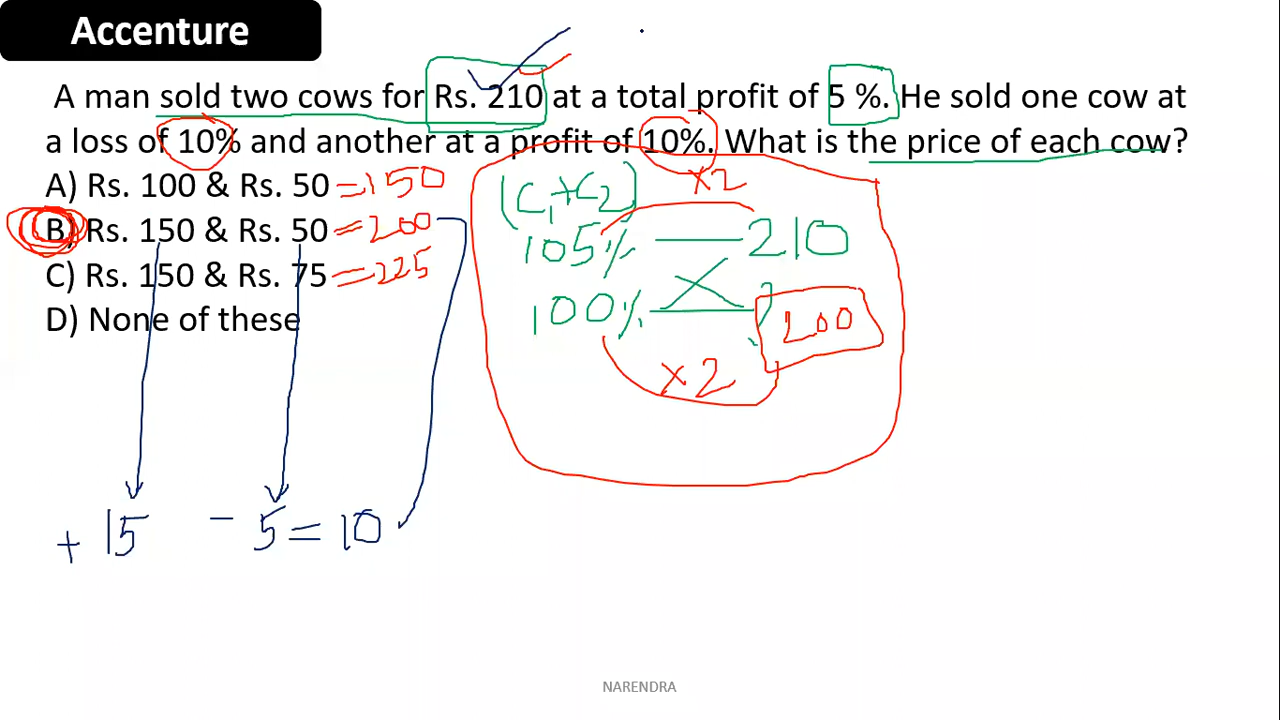 Accenture
A man sold two cows for Rs. 210 at a total profit of 5 %. He sold one cow at
a loss of 10% and another at a profit of 10%. What is the price of each cow?
A) Rs. 100 & Rs. 50 =150
B) Rs. 150 & Rs. 50 =200
C) Rs. 150 & Rs. 75 =225
D) None of these
(C1+C2) ×2
105% 210
100% ? 200
×2
+ 15 - 5 = 10
NARENDRA